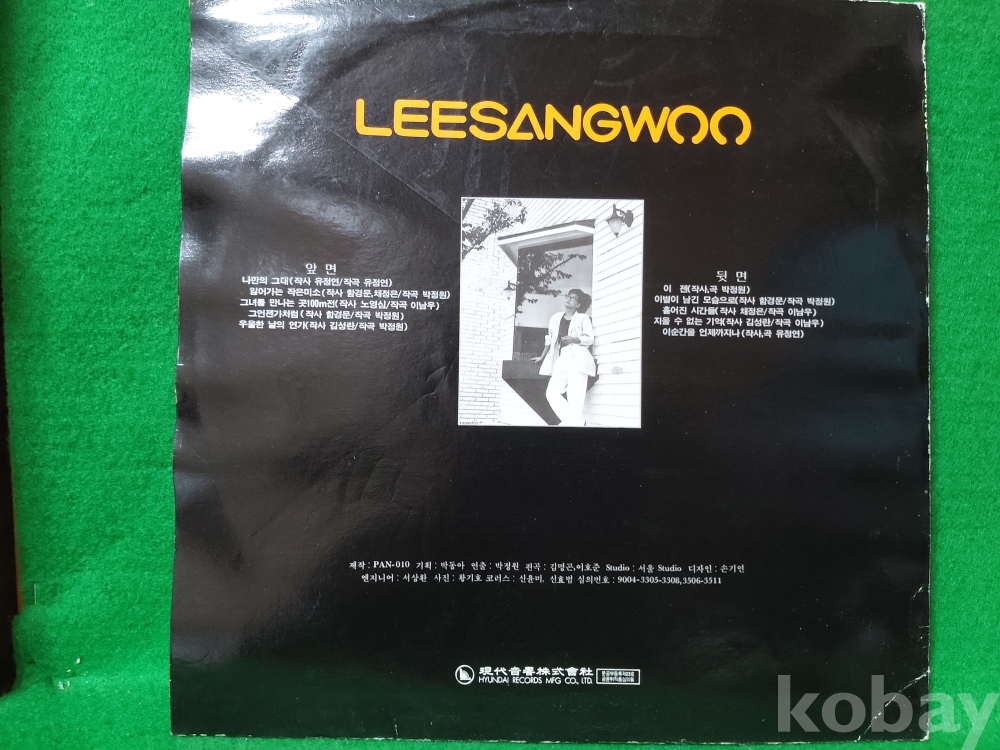 LEESANGWOO
앞 면
나만의 그대(작사 유정연/작곡 유정연)
잃어가는 작은미소(작사 함경문,채정은/작곡 박정원)
그녀를 만나는 곳100m전(작사 노영심/작곡 이남우)
그언젠가처럼(작사 함경문/작곡 박정원)
우울한 날의 연가(작사 김성란/작곡 박정원)
뒷 면
이 젠(작사,곡 박정원)
이별이 남긴 모습으로(작사 함경문/작곡 박정원)
흩어진 시간들(작사 채정은/작곡 이남우)
지울 수 없는 기억(작사 김성란/작곡 이남우)
이순간을 언제까지나(작사,곡 유정연)
제작 : PAN-010 기획 : 박동아 연출 : 박정원 편곡 : 김명곤,이호준 Studio : 서울 Studio 디자인 : 손기연
엔지니어 : 서상환 사진 : 황기호 코러스 : 신윤미, 신효범 심의번호 : 9004-3305-3308,3506-3511
現代音響株式會社
HYUNDAI RECORDS MFG CO., LTD.
kobay